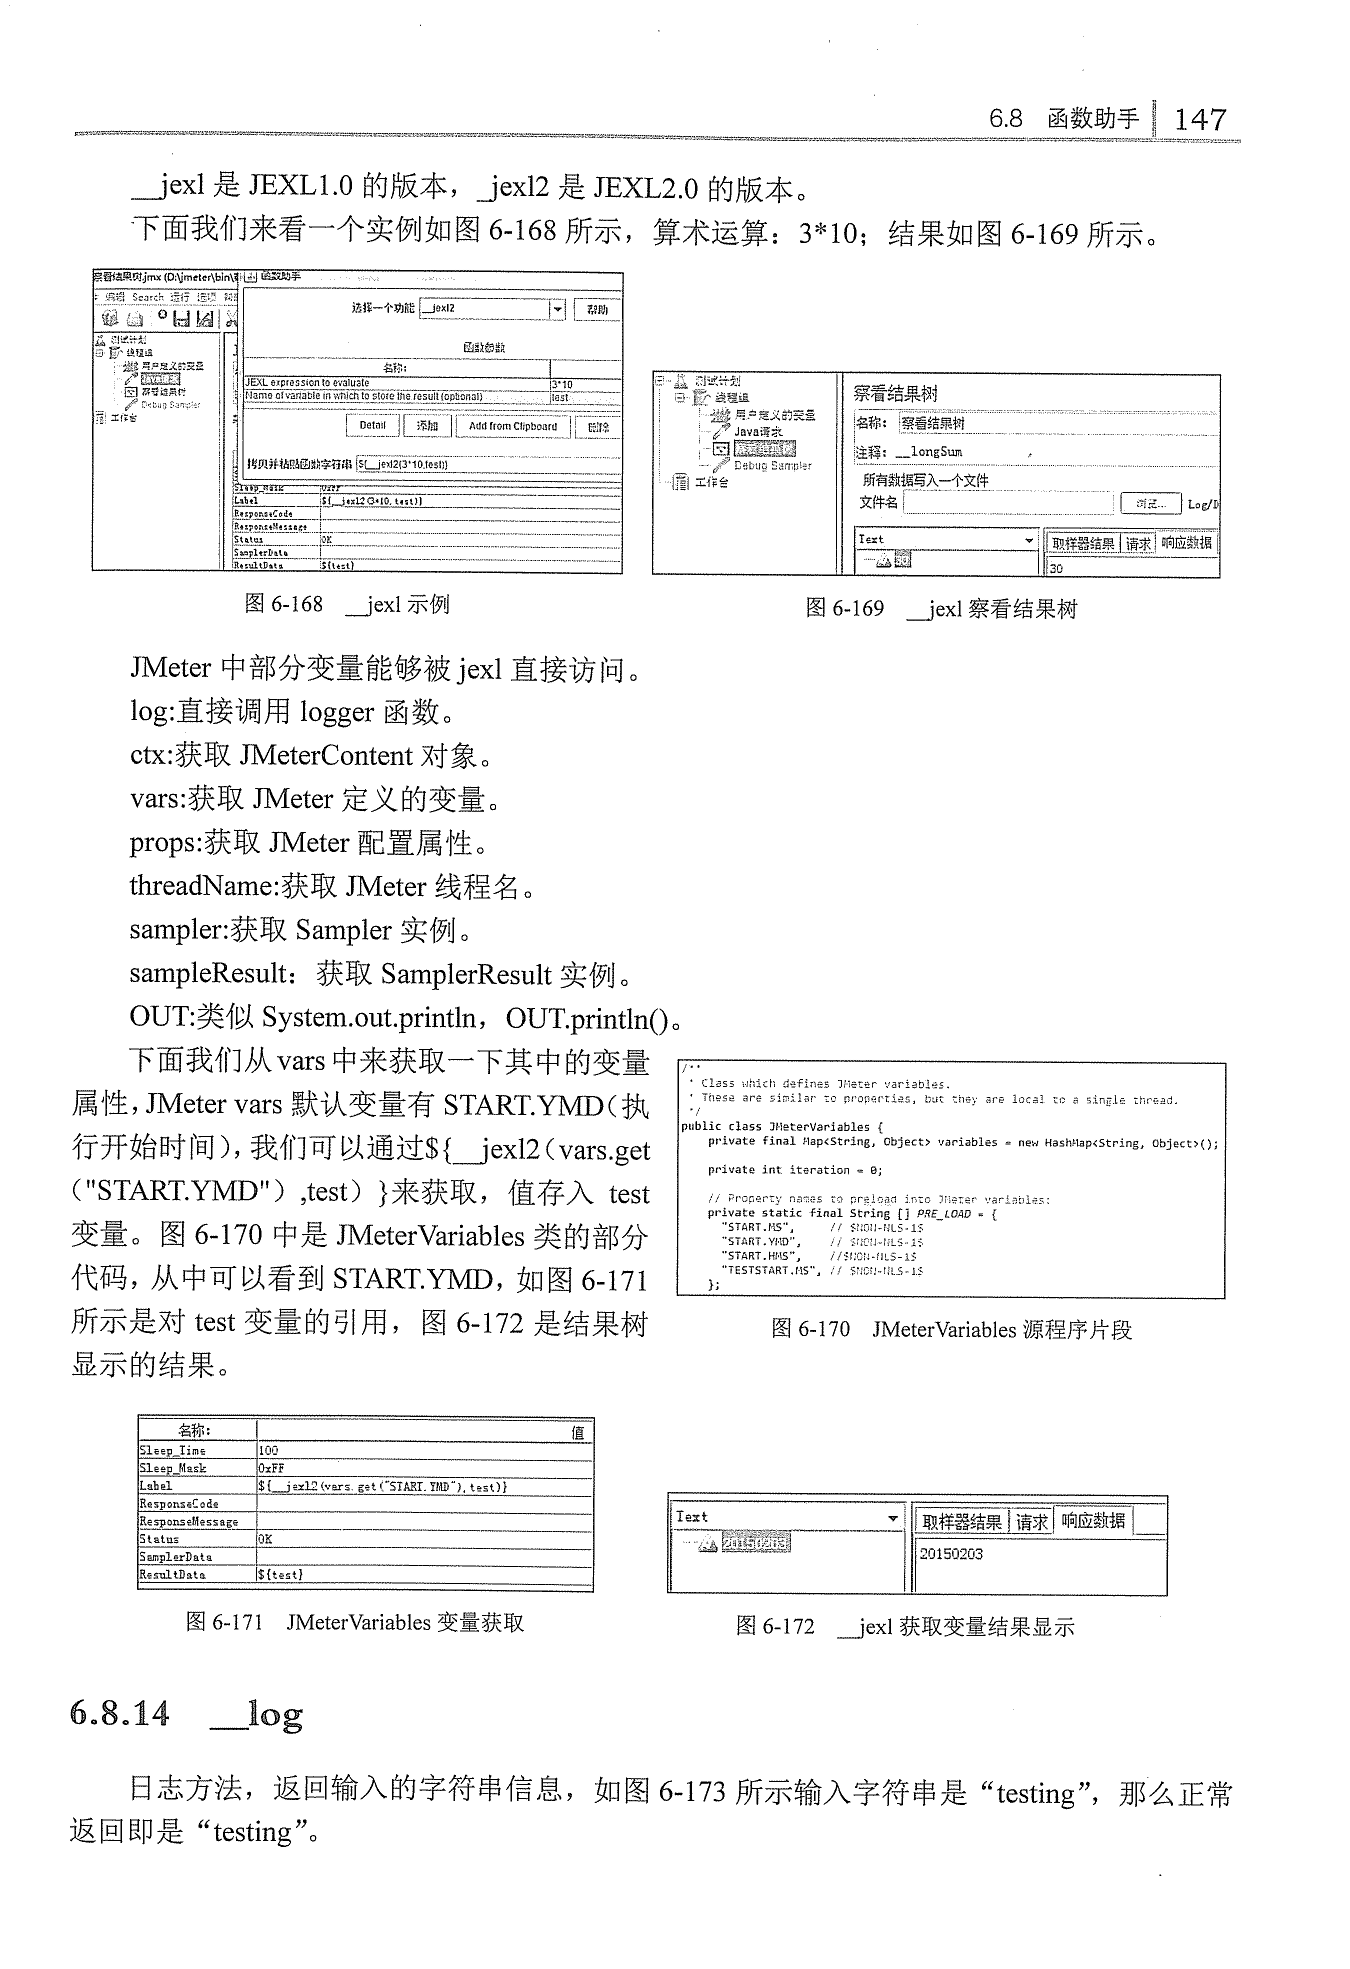 6.8 函数助手 147
__jexl 是 JEXL1.0 的版本，_jexl2 是 JEXL2.0 的版本。
下面我们来看一个实例如图 6-168 所示，算术运算：3*10；结果如图 6-169 所示。
察看结果树.jmx (D:\jmeter\bin\
函数助手
编辑 Search 运行 选项
选择一个功能 __jexl2 帮助
测试计划
线程组
用户定义的变量
察看结果树
Debug Sampler
工作台
函数参数
名称:
JEXL expression to evaluate 3*10
Name of variable in which to store the result (optional) test
Detail 添加 Add from Clipboard 删除
拷贝并粘贴函数字符串 ${__jexl2(3*10,test)}
Sleep_Mask 0xFF
Label ${__jexl2(3*10, test)}
ResponseCode
ResponseMessage
Status OK
SamplerData
ResultData ${test}
图 6-168 __jexl 示例
测试计划
线程组
用户定义的变量
Java请求
Debug Sampler
工作台
察看结果树
名称: 察看结果树
注释: __longSum
所有数据写入一个文件
文件名 浏览... Log/D
Text
取样器结果 请求 响应数据
30
图 6-169 __jexl 察看结果树
JMeter 中部分变量能够被 jexl 直接访问。
log:直接调用 logger 函数。
ctx:获取 JMeterContent 对象。
vars:获取 JMeter 定义的变量。
props:获取 JMeter 配置属性。
threadName:获取 JMeter 线程名。
sampler:获取 Sampler 实例。
sampleResult：获取 SamplerResult 实例。
OUT:类似 System.out.println，OUT.println()。
下面我们从 vars 中来获取一下其中的变量
属性，JMeter vars 默认变量有 START.YMD（执
行开始时间），我们可以通过${__jexl2（vars.get
（"START.YMD"）,test）}来获取，值存入 test
变量。图 6-170 中是 JMeterVariables 类的部分
代码，从中可以看到 START.YMD，如图 6-171
所示是对 test 变量的引用，图 6-172 是结果树
显示的结果。
/**
* Class which defines JMeter variables.
* These are similar to properties, but they are local to a single thread.
*/
public class JMeterVariables {
private final Map<String, Object> variables = new HashMap<String, Object>();
private int iteration = 0;
// Property names to preload into JMeter variables:
private static final String [] PRE_LOAD = {
"START.MS", // $NON-NLS-1$
"START.YMD", // $NON-NLS-1$
"START.HMS", //$NON-NLS-1$
"TESTSTART.MS", // $NON-NLS-1$
};
图 6-170 JMeterVariables 源程序片段
名称: 值
Sleep_Time 100
Sleep_Mask 0xFF
Label ${__jexl2(vars.get("START.YMD"),test)}
ResponseCode
ResponseMessage
Status OK
SamplerData
ResultData ${test}
图 6-171 JMeterVariables 变量获取
Text
20150203
取样器结果 请求 响应数据
20150203
图 6-172 __jexl 获取变量结果显示
6.8.14 __log
日志方法，返回输入的字符串信息，如图 6-173 所示输入字符串是“testing”，那么正常
返回即是“testing”。